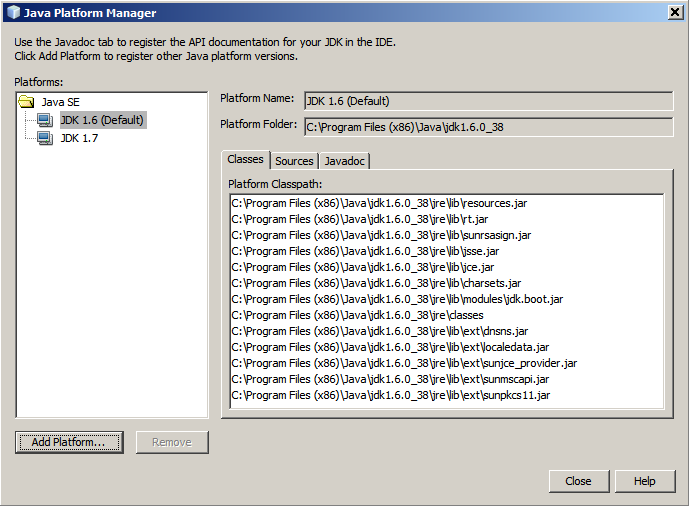 Java Platform Manager
Use the Javadoc tab to register the API documentation for your JDK in the IDE.
Click Add Platform to register other Java platform versions.
Platforms:
Java SE
JDK 1.6 (Default)
JDK 1.7
Platform Name: JDK 1.6 (Default)
Platform Folder: C:\Program Files (x86)\Java\jdk1.6.0_38
Classes Sources Javadoc
Platform Classpath:
C:\Program Files (x86)\Java\jdk1.6.0_38\jre\lib\resources.jar
C:\Program Files (x86)\Java\jdk1.6.0_38\jre\lib\rt.jar
C:\Program Files (x86)\Java\jdk1.6.0_38\jre\lib\sunrsasign.jar
C:\Program Files (x86)\Java\jdk1.6.0_38\jre\lib\jsse.jar
C:\Program Files (x86)\Java\jdk1.6.0_38\jre\lib\jce.jar
C:\Program Files (x86)\Java\jdk1.6.0_38\jre\lib\charsets.jar
C:\Program Files (x86)\Java\jdk1.6.0_38\jre\lib\modules\jdk.boot.jar
C:\Program Files (x86)\Java\jdk1.6.0_38\jre\classes
C:\Program Files (x86)\Java\jdk1.6.0_38\jre\lib\ext\dnsns.jar
C:\Program Files (x86)\Java\jdk1.6.0_38\jre\lib\ext\localedata.jar
C:\Program Files (x86)\Java\jdk1.6.0_38\jre\lib\ext\sunjce_provider.jar
C:\Program Files (x86)\Java\jdk1.6.0_38\jre\lib\ext\sunmscapi.jar
C:\Program Files (x86)\Java\jdk1.6.0_38\jre\lib\ext\sunpkcs11.jar
Add Platform... Remove
Close Help